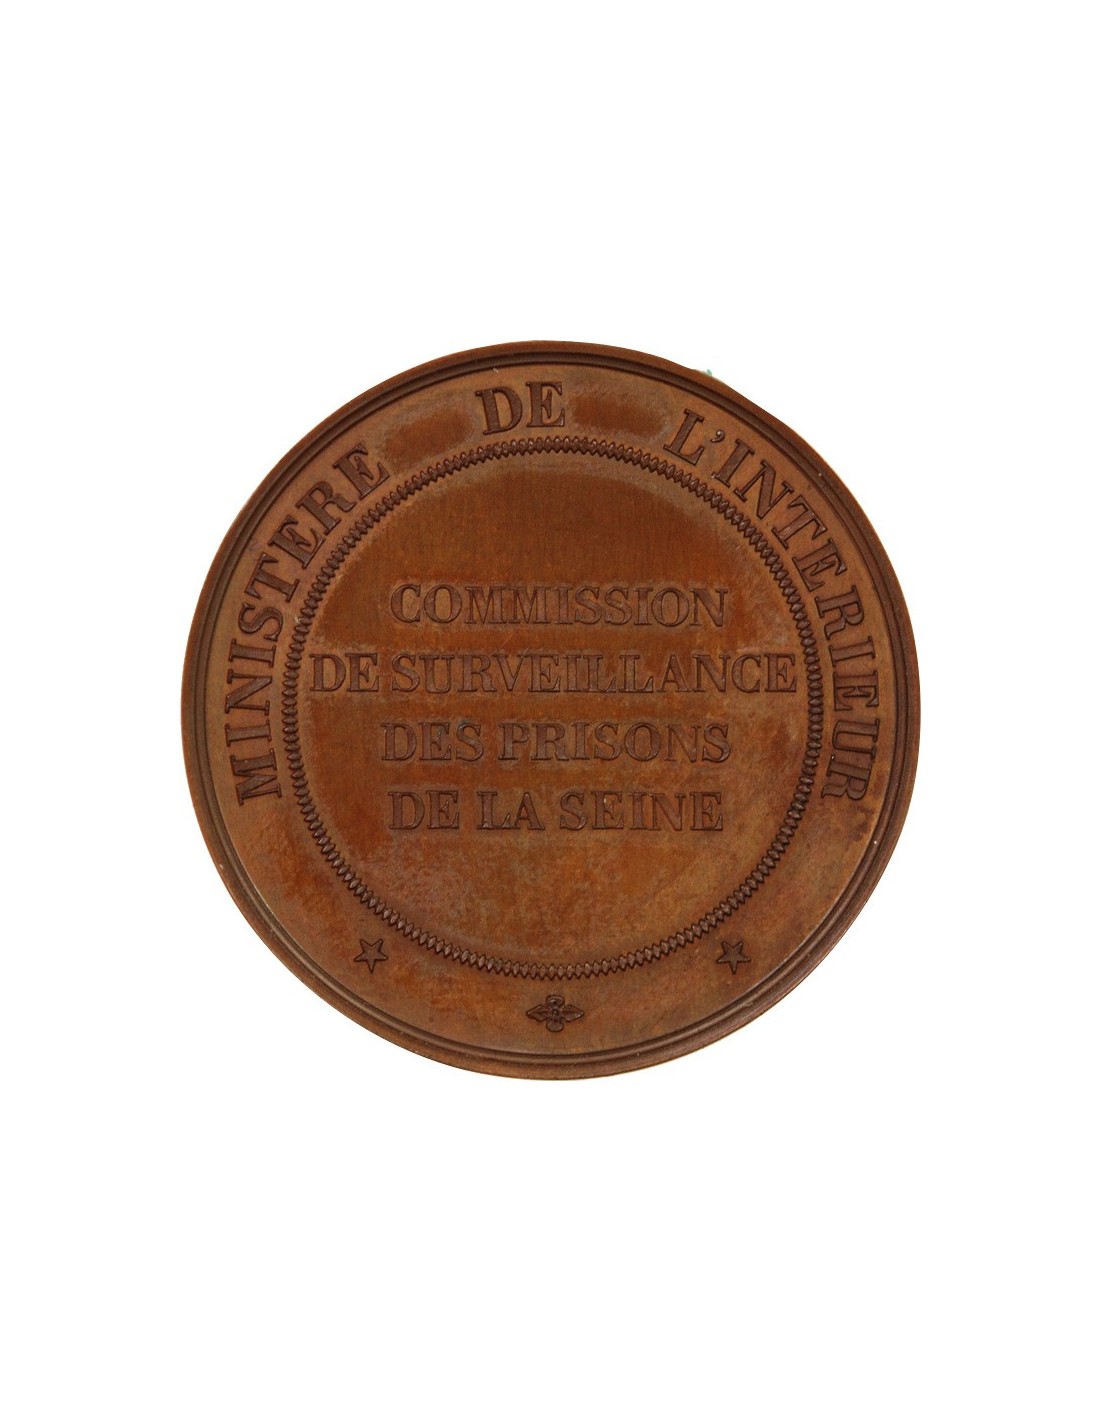 MINISTERE DE L'INTERIEUR
COMMISSION
DE SURVEILLANCE
DES PRISONS
DE LA SEINE